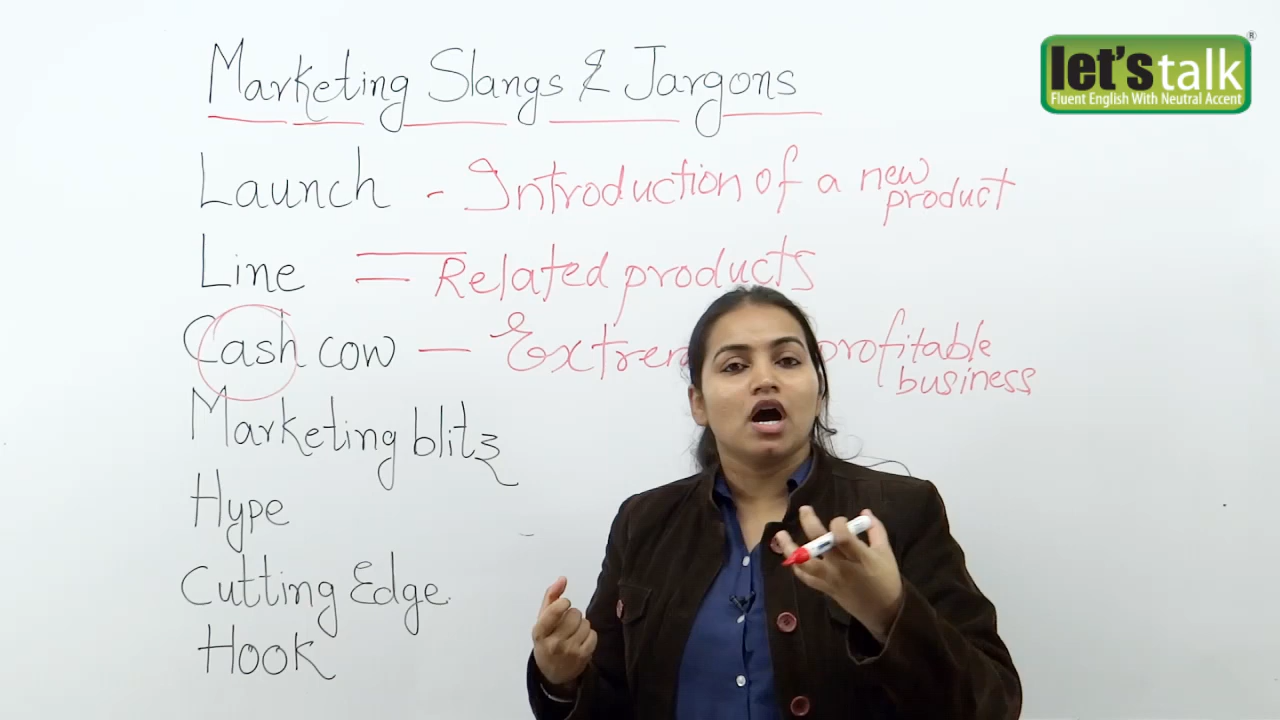 Marketing Slangs & Jargons
let's talk
®
Fluent English With Neutral Accent
Launch - Introduction of a new product
Line = Related products
Cash cow - profitable business
Marketing blitz
Hype
Cutting Edge
Hook